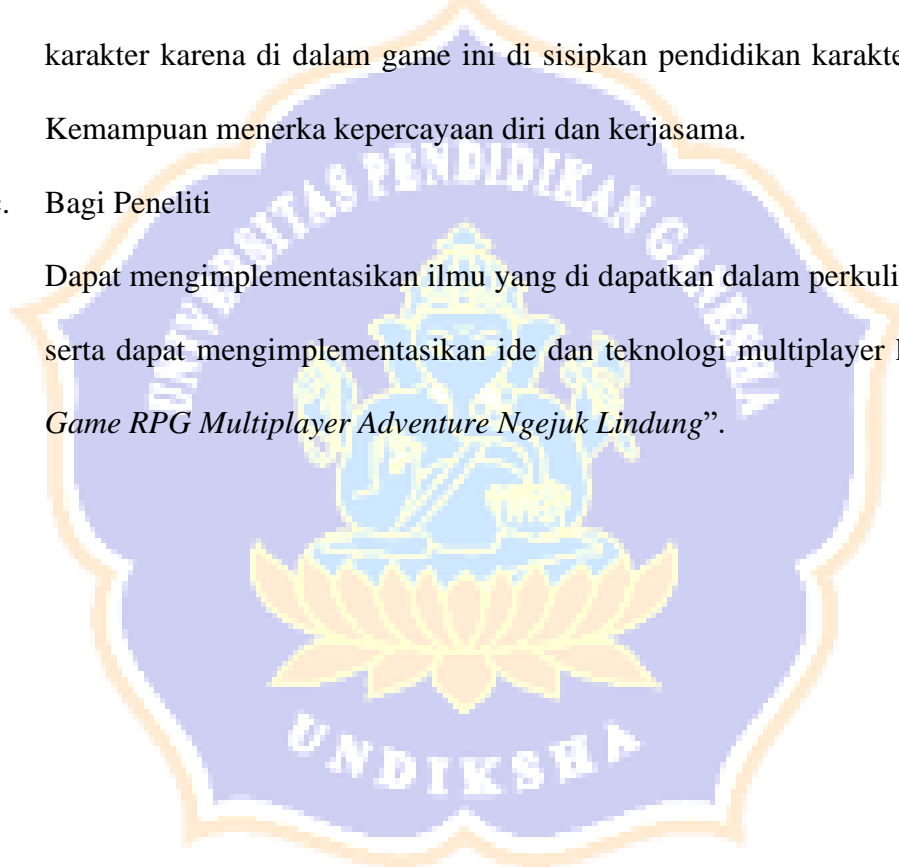 karakter karena di dalam game ini di sisipkan pendidikan karakte
Kemampuan menerka kepercayaan diri dan kerjasama.
Bagi Peneliti
Dapat mengimplementasikan ilmu yang di dapatkan dalam perkuli
serta dapat mengimplementasikan ide dan teknologi multiplayer
Game RPG Multiplayer Adventure Ngejuk Lindung”.
UNIVERSITAS PENDIDIKAN GANESHA
UNDIKSHA